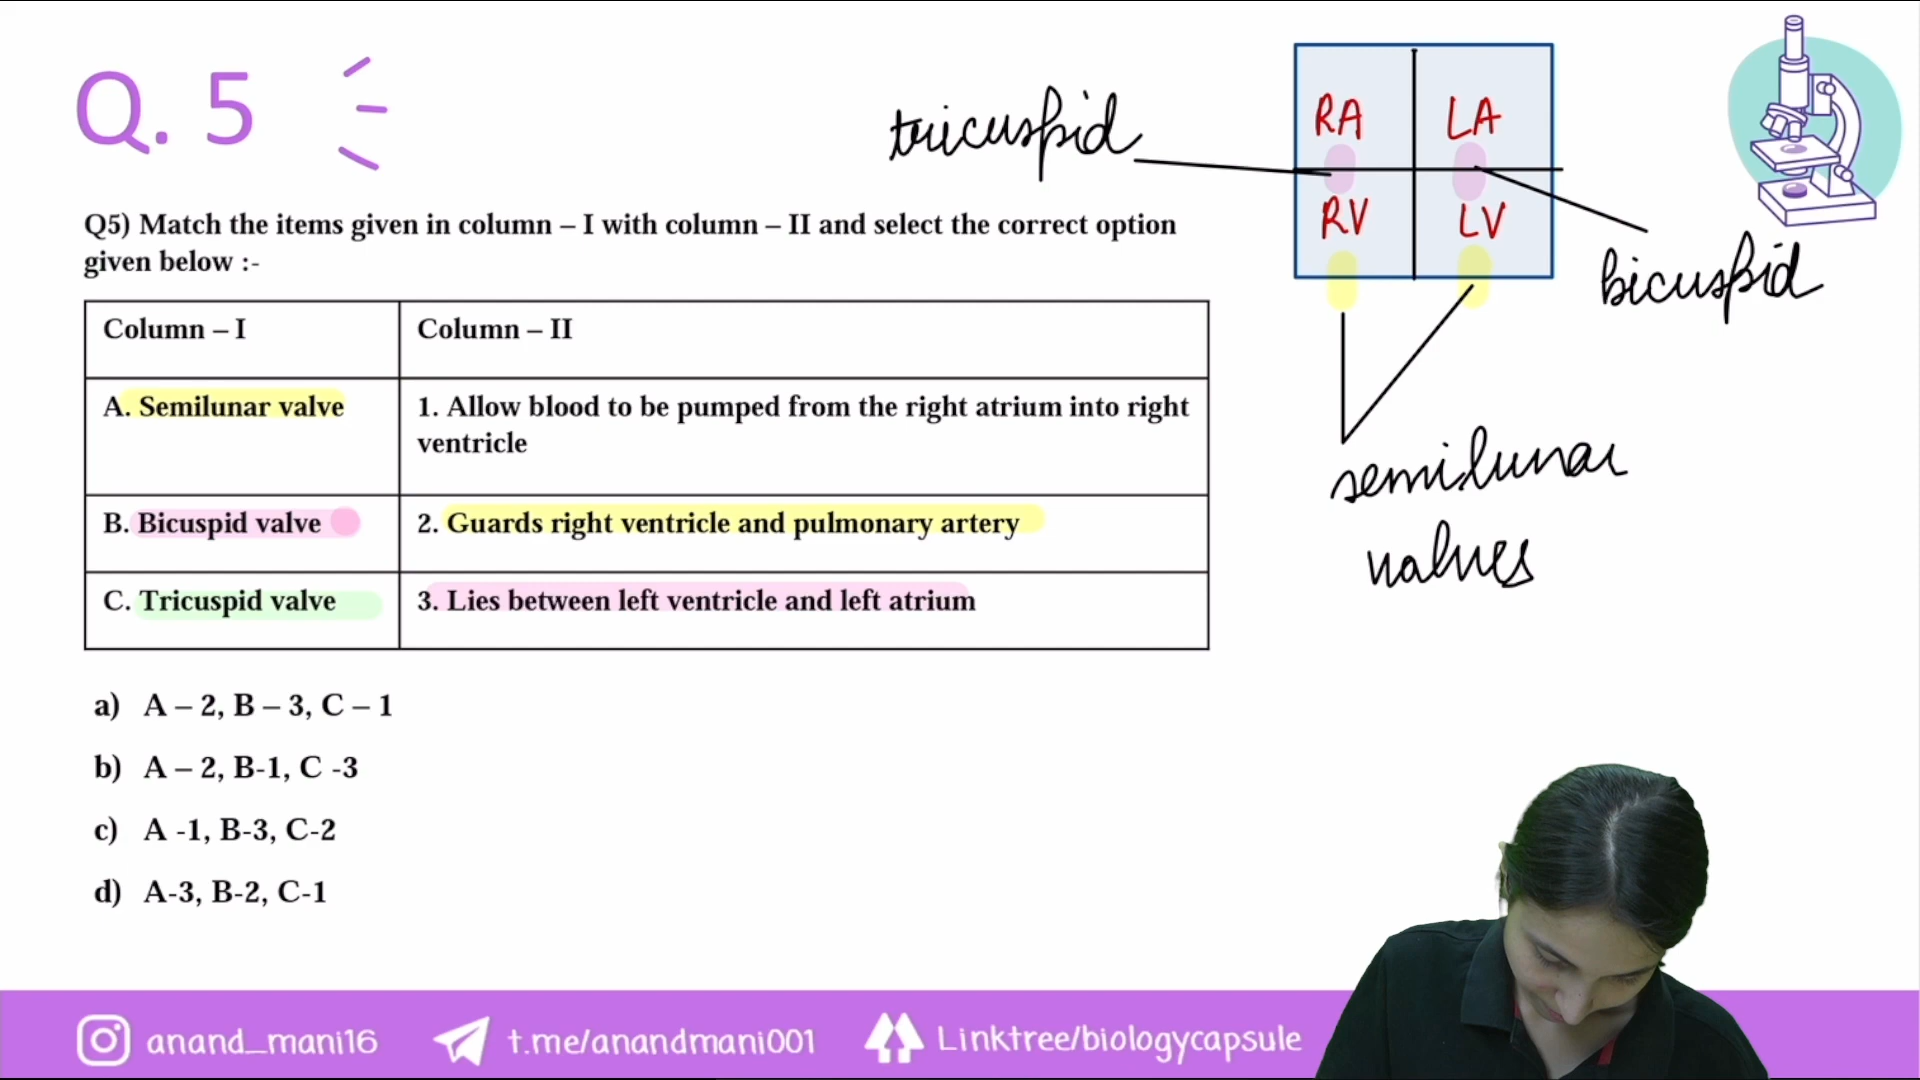 Q. 5
Q5) Match the items given in column – I with column – II and select the correct option
given below :-
Column – I
Column – II
A. Semilunar valve
1. Allow blood to be pumped from the right atrium into right
ventricle
B. Bicuspid valve
2. Guards right ventricle and pulmonary artery
C. Tricuspid valve
3. Lies between left ventricle and left atrium
a) A – 2, B – 3, C – 1
b) A – 2, B-1, C -3
c) A -1, B-3, C-2
d) A-3, B-2, C-1
tricuspid
RA
LA
RV
LV
bicuspid
semilunar
valves
anand_mani16
t.me/anandmani001
Linktree/biologycapsule